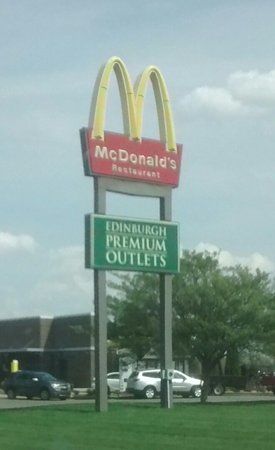 McDonald's
Restaurant
EDINBURGH
PREMIUM
OUTLETS